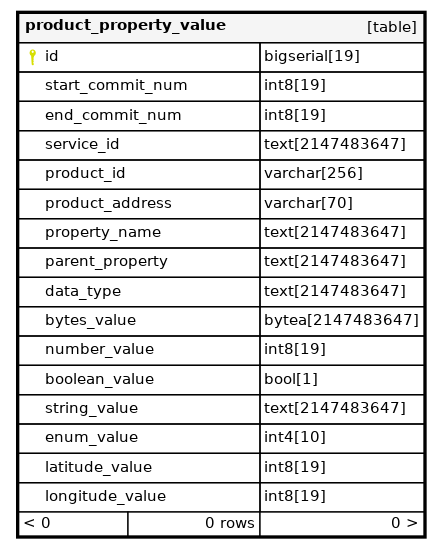 product_property_value [table]
id bigserial[19]
start_commit_num int8[19]
end_commit_num int8[19]
service_id text[2147483647]
product_id varchar[256]
product_address varchar[70]
property_name text[2147483647]
parent_property text[2147483647]
data_type text[2147483647]
bytes_value bytea[2147483647]
number_value int8[19]
boolean_value bool[1]
string_value text[2147483647]
enum_value int4[10]
latitude_value int8[19]
longitude_value int8[19]
< 0 0 rows 0 >